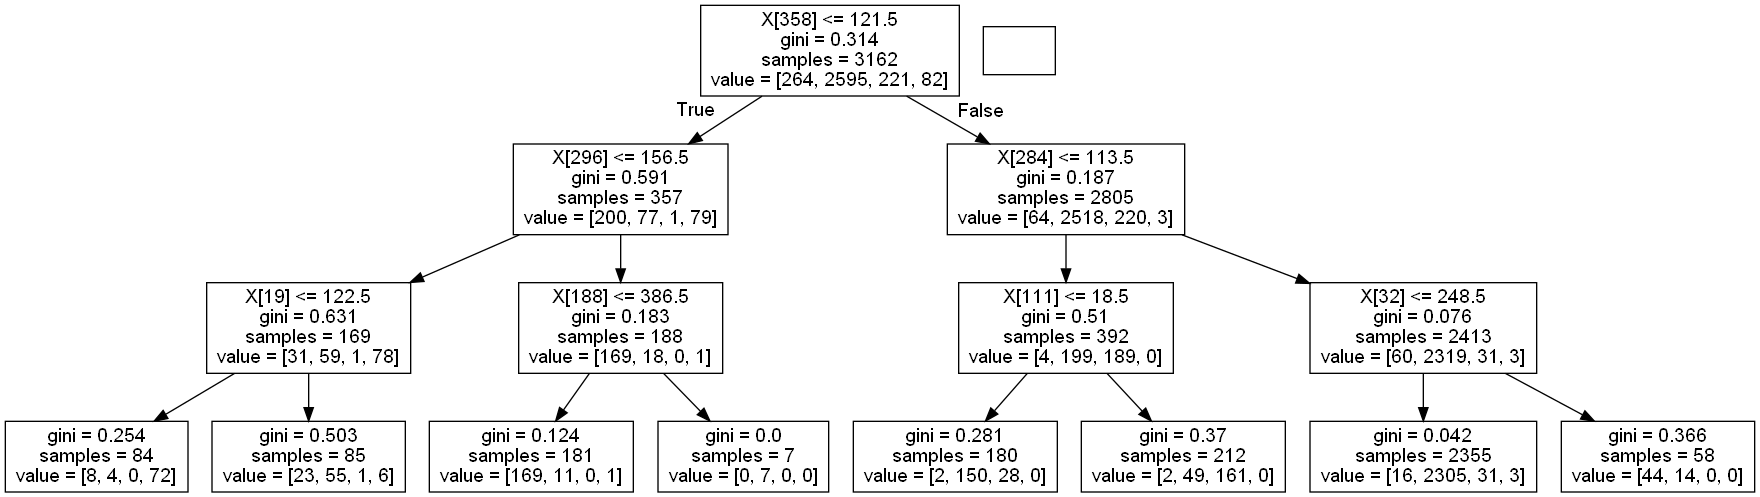 X[358] <= 121.5
gini = 0.314
samples = 3162
value = [264, 2595, 221, 82]
True
False
X[296] <= 156.5
gini = 0.591
samples = 357
value = [200, 77, 1, 79]
X[284] <= 113.5
gini = 0.187
samples = 2805
value = [64, 2518, 220, 3]
X[19] <= 122.5
gini = 0.631
samples = 169
value = [31, 59, 1, 78]
X[188] <= 386.5
gini = 0.183
samples = 188
value = [169, 18, 0, 1]
X[111] <= 18.5
gini = 0.51
samples = 392
value = [4, 199, 189, 0]
X[32] <= 248.5
gini = 0.076
samples = 2413
value = [60, 2319, 31, 3]
gini = 0.254
samples = 84
value = [8, 4, 0, 72]
gini = 0.503
samples = 85
value = [23, 55, 1, 6]
gini = 0.124
samples = 181
value = [169, 11, 0, 1]
gini = 0.0
samples = 7
value = [0, 7, 0, 0]
gini = 0.281
samples = 180
value = [2, 150, 28, 0]
gini = 0.37
samples = 212
value = [2, 49, 161, 0]
gini = 0.042
samples = 2355
value = [16, 2305, 31, 3]
gini = 0.366
samples = 58
value = [44, 14, 0, 0]